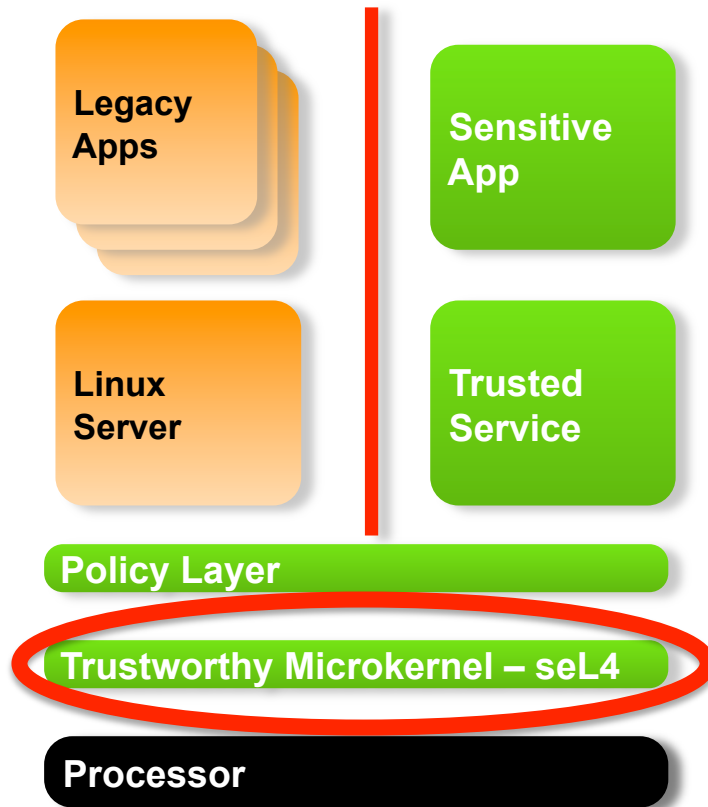 Legacy
Apps
Sensitive
App
Linux
Server
Trusted
Service
Policy Layer
Trustworthy Microkernel – seL4
Processor